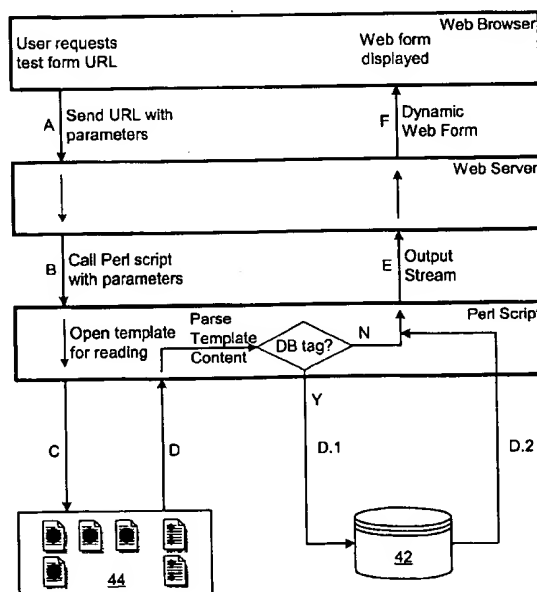 Web Browser
User requests
test form URL
Web form
displayed
A
Send URL with
parameters
F
Dynamic
Web Form
Web Server
B
Call Perl script
with parameters
E
Output
Stream
Perl Script
Open template
for reading
Parse
Template
Content
DB tag?
N
Y
C
D
D.1
D.2
44
42